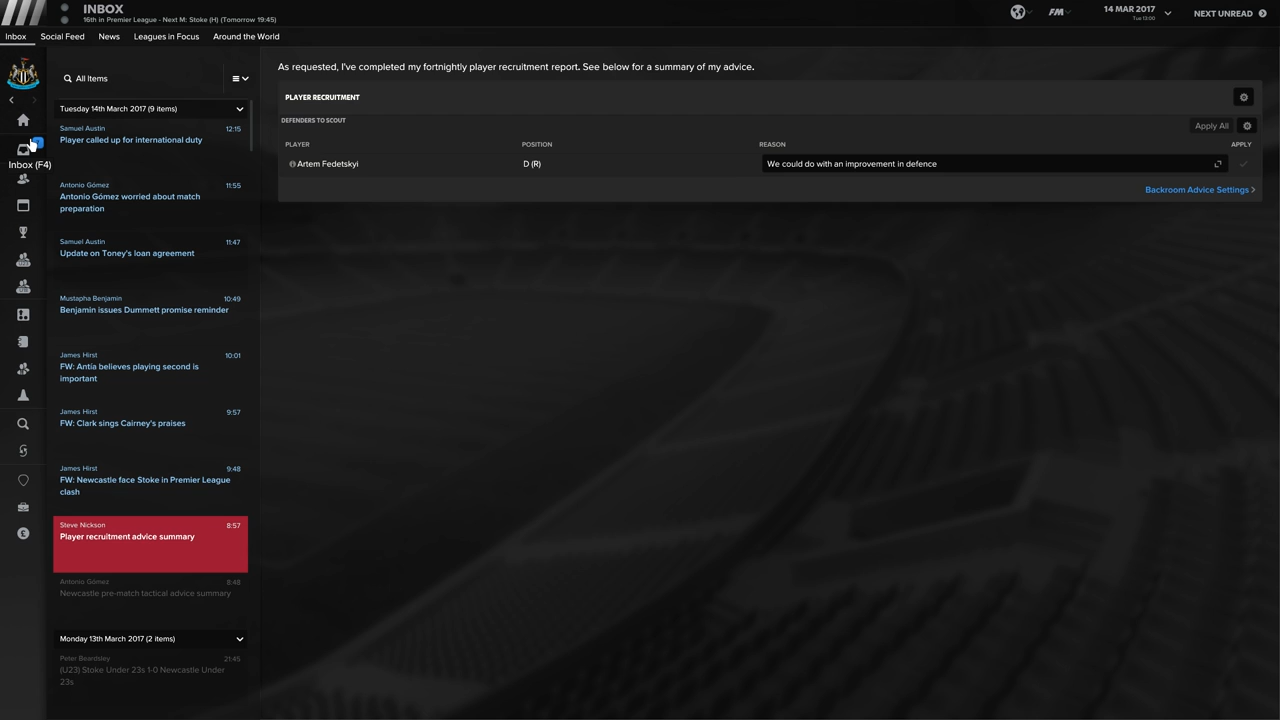 INBOX
16th in Premier League - Next M: Stoke (H) (Tomorrow 19:45)
FM
14 MAR 2017
Tue 13:00
NEXT UNREAD
Inbox
Social Feed
News
Leagues in Focus
Around the World
All Items
Tuesday 14th March 2017 (9 items)
Samuel Austin 12:15
Player called up for international duty
Inbox (F4)
Antonio Gómez 11:55
Antonio Gómez worried about match
preparation
Samuel Austin 11:47
Update on Toney's loan agreement
Mustapha Benjamin 10:49
Benjamin issues Dummett promise reminder
James Hirst 10:01
FW: Antía believes playing second is
important
James Hirst 9:57
FW: Clark sings Cairney's praises
James Hirst 9:48
FW: Newcastle face Stoke in Premier League
clash
Steve Nickson 8:57
Player recruitment advice summary
Antonio Gómez 8:48
Newcastle pre-match tactical advice summary
Monday 13th March 2017 (2 items)
Peter Beardsley 21:45
(U23) Stoke Under 23s 1-0 Newcastle Under
23s
As requested, I've completed my fortnightly player recruitment report. See below for a summary of my advice.
PLAYER RECRUITMENT
DEFENDERS TO SCOUT
Apply All
PLAYER POSITION REASON APPLY
Artem Fedetskyi D (R) We could do with an improvement in defence
Backroom Advice Settings >